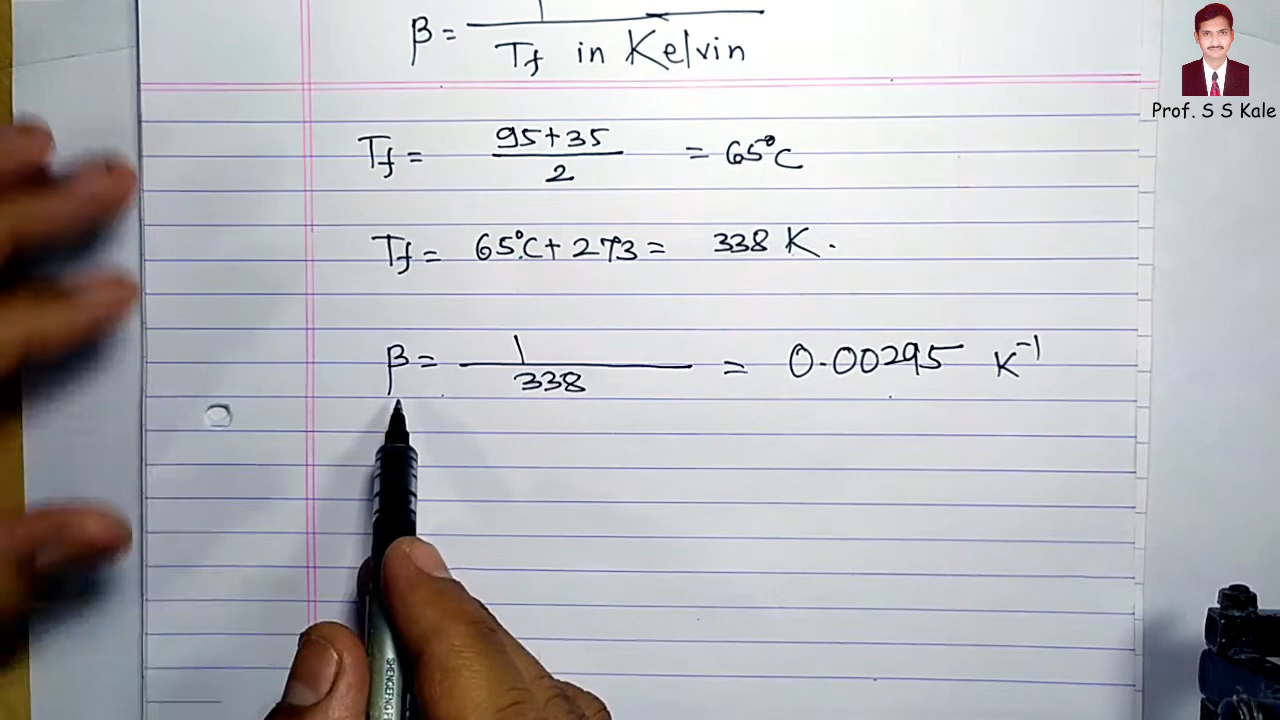 β = 1 / Tf in Kelvin
Prof. S S Kale
Tf = 95+35 / 2 = 65°C
Tf = 65°C + 273 = 338 K.
β = 1 / 338 = 0.00295 K⁻¹